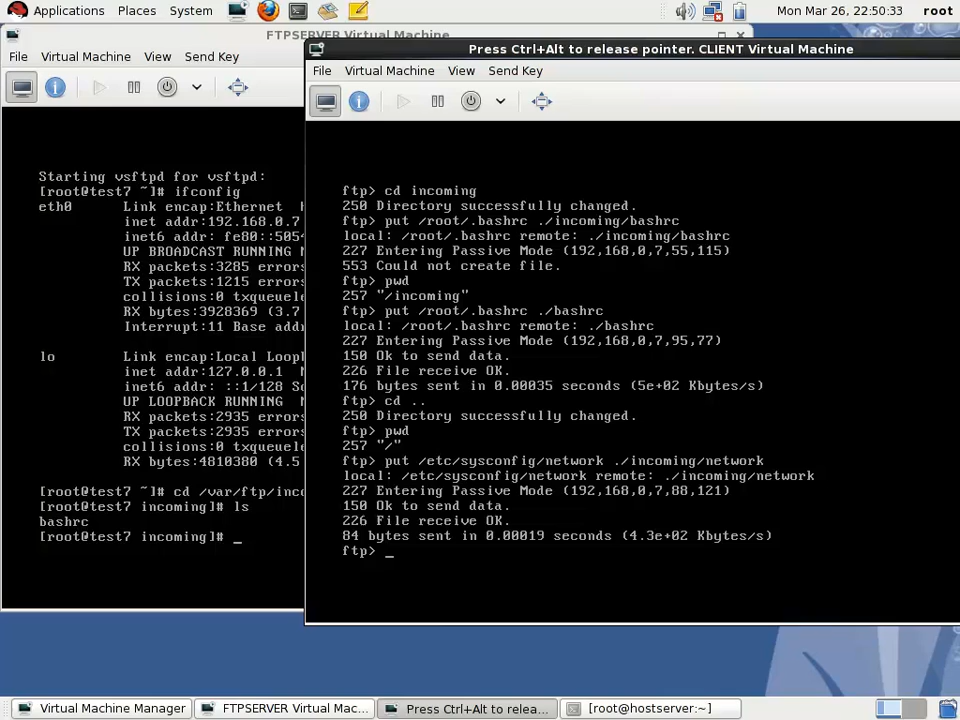 Applications Places System Mon Mar 26, 22:50:33 root
FTPSERVER Virtual Machine
File Virtual Machine View Send Key
Starting vsftpd for vsftpd:
[root@test7 ~]# ifconfig
eth0 Link encap:Ethernet
inet addr:192.168.0.7
inet6 addr: fe80::5054
UP BROADCAST RUNNING
RX packets:3285 errors
TX packets:1215 errors
collisions:0 txqueuele
RX bytes:3928369 (3.7
Interrupt:11 Base addr
lo Link encap:Local Loop
inet addr:127.0.0.1
inet6 addr: ::1/128 Sc
UP LOOPBACK RUNNING
RX packets:2935 errors
TX packets:2935 errors
collisions:0 txqueuele
RX bytes:4810380 (4.5
[root@test7 ~]# cd /var/ftp/inco
[root@test7 incoming]# ls
bashrc
[root@test7 incoming]# _
Press Ctrl+Alt to release pointer. CLIENT Virtual Machine
File Virtual Machine View Send Key
ftp> cd incoming
250 Directory successfully changed.
ftp> put /root/.bashrc ./incoming/bashrc
local: /root/.bashrc remote: ./incoming/bashrc
227 Entering Passive Mode (192,168,0,7,55,115)
553 Could not create file.
ftp> pwd
257 "/incoming"
ftp> put /root/.bashrc ./bashrc
local: /root/.bashrc remote: ./bashrc
227 Entering Passive Mode (192,168,0,7,95,77)
150 Ok to send data.
226 File receive OK.
176 bytes sent in 0.00035 seconds (5e+02 Kbytes/s)
ftp> cd ..
250 Directory successfully changed.
ftp> pwd
257 "/"
ftp> put /etc/sysconfig/network ./incoming/network
local: /etc/sysconfig/network remote: ./incoming/network
227 Entering Passive Mode (192,168,0,7,88,121)
150 Ok to send data.
226 File receive OK.
84 bytes sent in 0.00019 seconds (4.3e+02 Kbytes/s)
ftp> _
Virtual Machine Manager FTPSERVER Virtual Mac... Press Ctrl+Alt to relea... [root@hostserver:~]